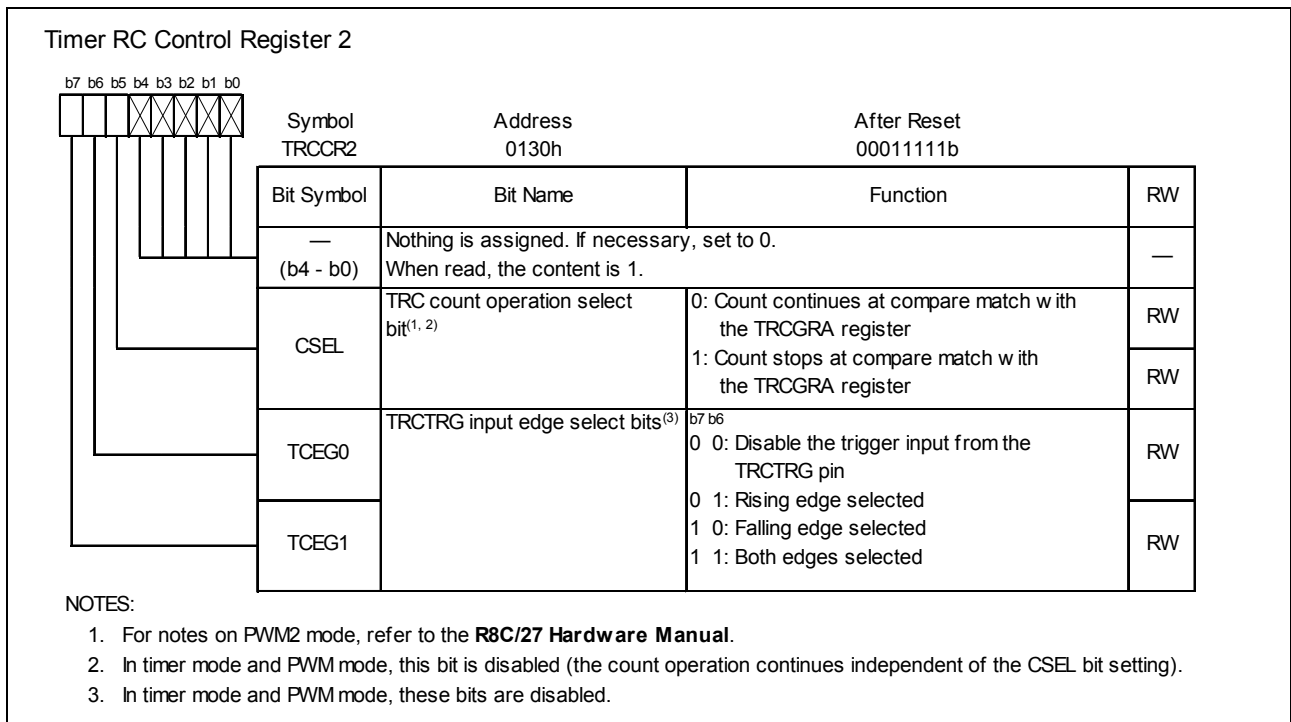 Timer RC Control Register 2
b7 b6 b5 b4 b3 b2 b1 b0
Symbol Address After Reset
TRCCR2 0130h 00011111b
Bit Symbol Bit Name Function RW
—
(b4 - b0)
Nothing is assigned. If necessary, set to 0.
When read, the content is 1.
—
CSEL
TRC count operation select
bit(1, 2)
0: Count continues at compare match with
the TRCGRA register
1: Count stops at compare match with
the TRCGRA register
RW
RW
TCEG0
TRCTRG input edge select bits(3)
b7 b6
0 0: Disable the trigger input from the
TRCTRG pin
0 1: Rising edge selected
1 0: Falling edge selected
1 1: Both edges selected
RW
TCEG1
RW
NOTES:
1. For notes on PWM2 mode, refer to the R8C/27 Hardware Manual.
2. In timer mode and PWM mode, this bit is disabled (the count operation continues independent of the CSEL bit setting).
3. In timer mode and PWM mode, these bits are disabled.